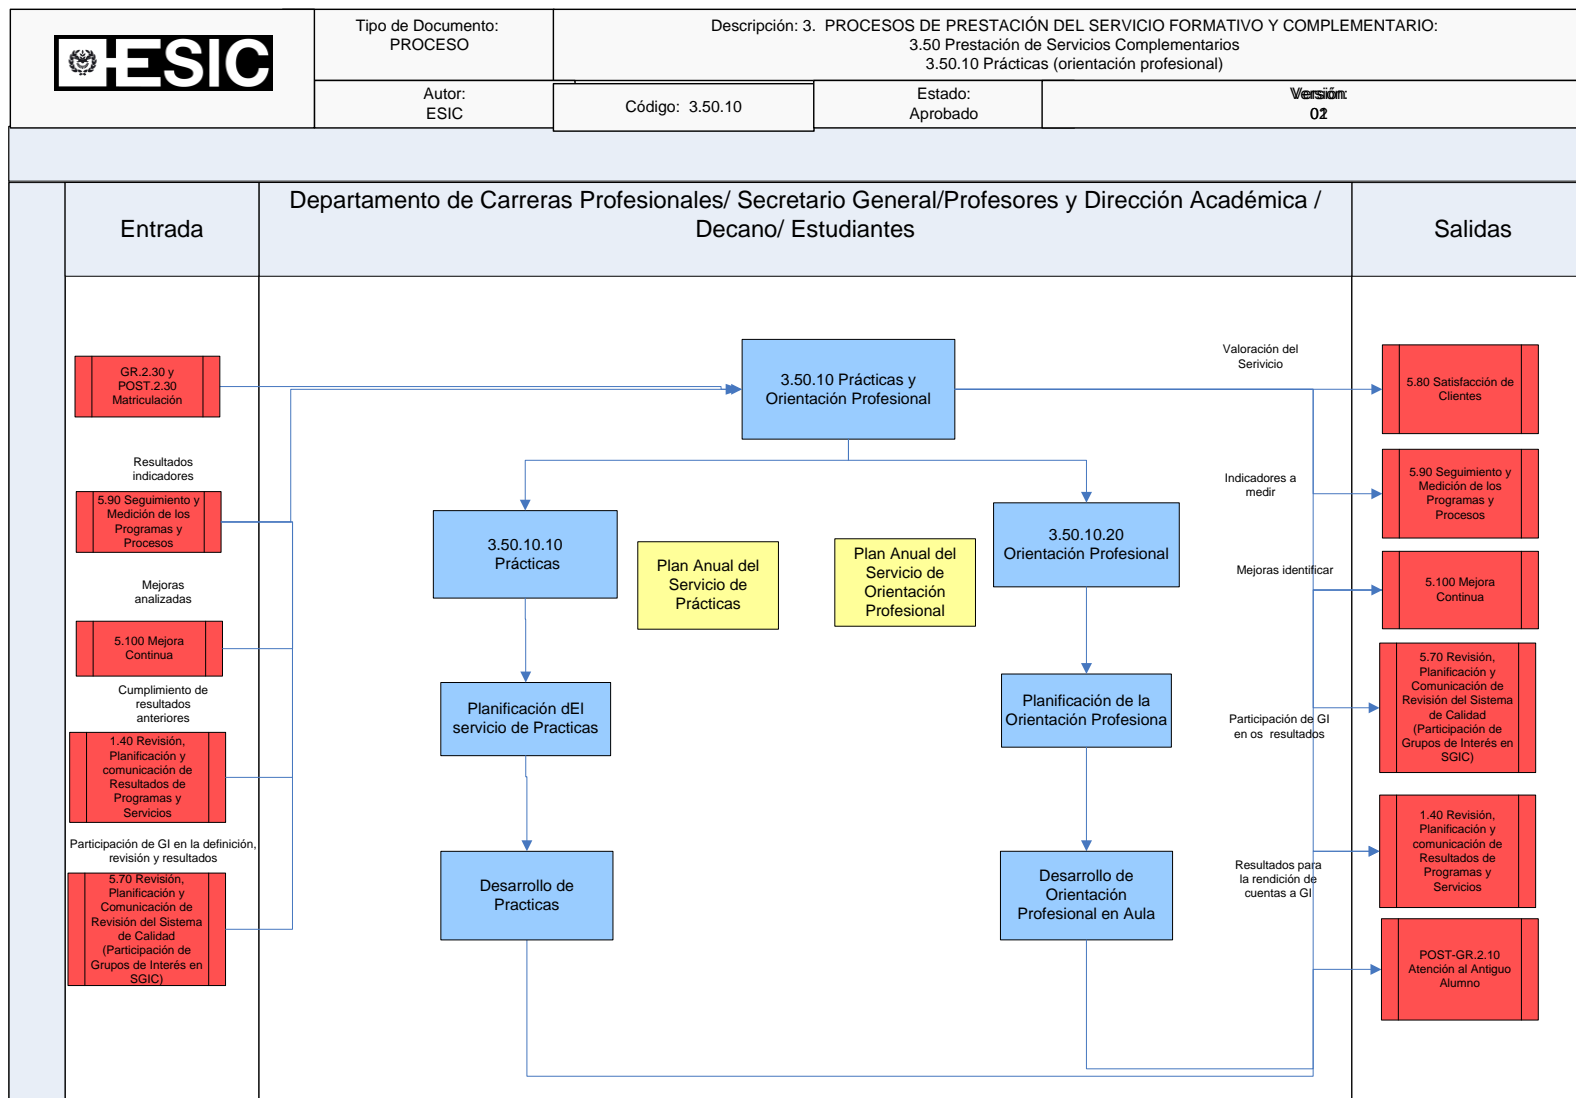 ESIC
Tipo de Documento:
PROCESO
Descripción: 3.  PROCESOS DE PRESTACIÓN DEL SERVICIO FORMATIVO Y COMPLEMENTARIO:
3.50 Prestación de Servicios Complementarios
3.50.10 Prácticas (orientación profesional)
Autor:
ESIC
Código:  3.50.10
Estado:
Aprobado
Versión:
Entrada
Departamento de Carreras Profesionales/ Secretario General/Profesores y Dirección Académica /
Decano/ Estudiantes
Salidas
GR.2.30 y
POST.2.30
Matriculación
Resultados
indicadores
5.90 Seguimiento y
Medición de los
Programas y
Procesos
Mejoras
analizadas
5.100 Mejora
Continua
Cumplimiento de
resultados
anteriores
1.40 Revisión,
Planificación y
comunicación de
Resultados de
Programas y
Servicios
Participación de GI en la definición,
revisión y resultados
5.70 Revisión,
Planificación y
Comunicación de
Revisión del Sistema
de Calidad
(Participación de
Grupos de Interés en
SGIC)
3.50.10 Prácticas y
Orientación Profesional
3.50.10.10
Prácticas
Plan Anual del
Servicio de
Prácticas
Plan Anual del
Servicio de
Orientación
Profesional
3.50.10.20
Orientación Profesional
Planificación dEl
servicio de Practicas
Planificación de la
Orientación Profesiona
Desarrollo de
Practicas
Desarrollo de
Orientación
Profesional en Aula
Valoración del
Serivicio
5.80 Satisfacción de
Clientes
Indicadores a
medir
5.90 Seguimiento y
Medición de los
Programas y
Procesos
Mejoras identificar
5.100 Mejora
Continua
Participación de GI
en os  resultados
5.70 Revisión,
Planificación y
Comunicación de
Revisión del Sistema
de Calidad
(Participación de
Grupos de Interés en
SGIC)
Resultados para
la rendición de
cuentas a GI
1.40 Revisión,
Planificación y
comunicación de
Resultados de
Programas y
Servicios
POST-GR.2.10
Atención al Antiguo
Alumno